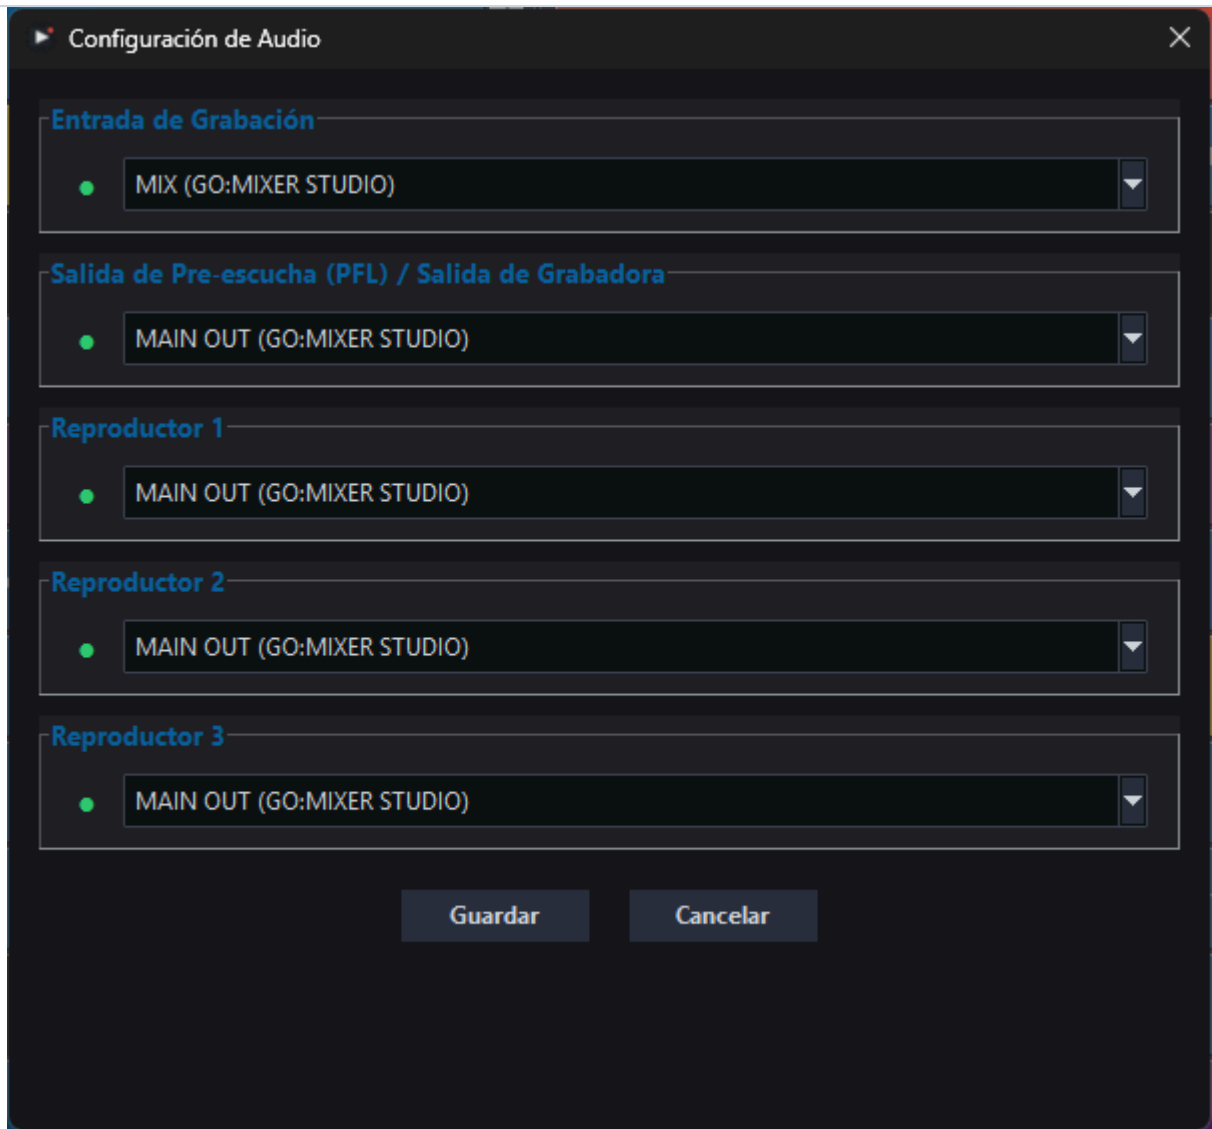 Configuración de Audio
Entrada de Grabación
MIX (GO:MIXER STUDIO)
Salida de Pre-escucha (PFL) / Salida de Grabadora
MAIN OUT (GO:MIXER STUDIO)
Reproductor 1
MAIN OUT (GO:MIXER STUDIO)
Reproductor 2
MAIN OUT (GO:MIXER STUDIO)
Reproductor 3
MAIN OUT (GO:MIXER STUDIO)
Guardar Cancelar